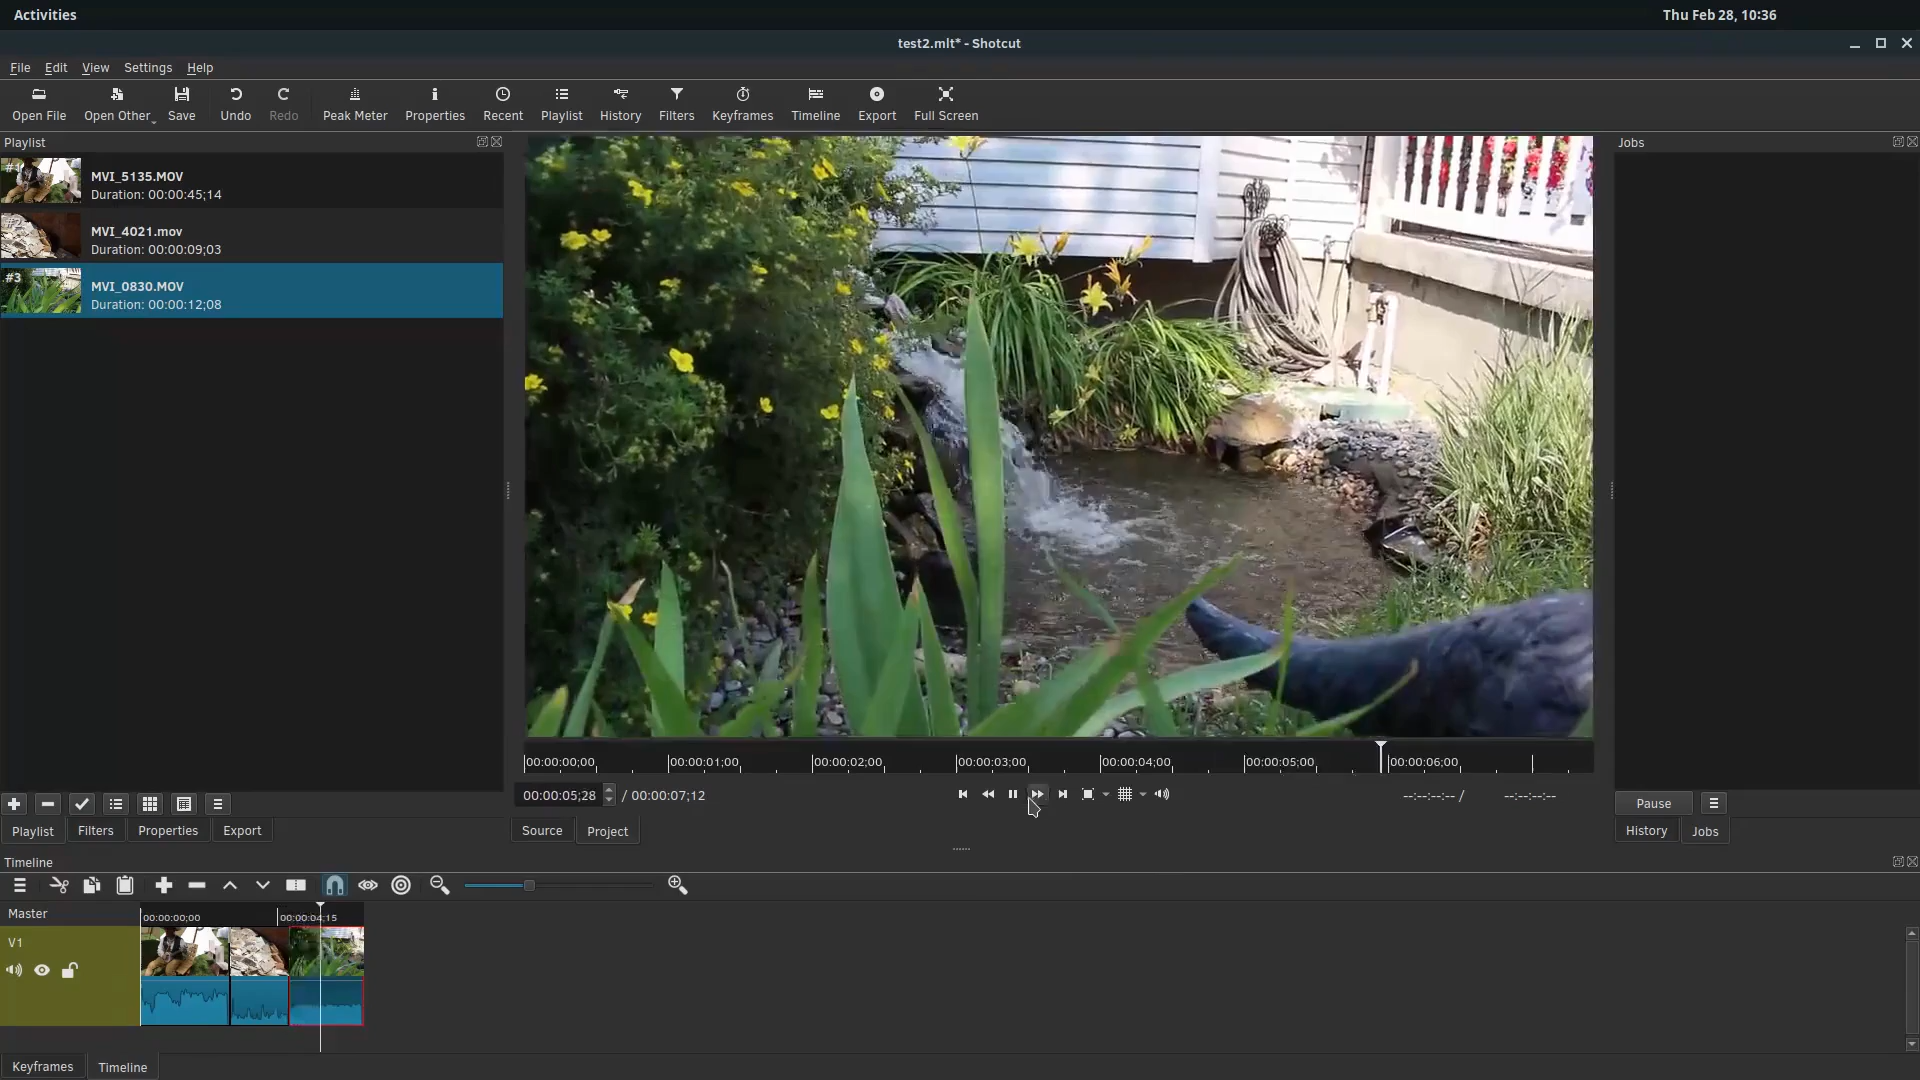 Activities
Thu Feb 28, 10:36
test2.mlt* - Shotcut
File Edit View Settings Help
Open File Open Other Save Undo Redo Peak Meter Properties Recent Playlist History Filters Keyframes Timeline Export Full Screen
Playlist
Jobs
#1
MVI_5135.MOV
Duration: 00:00:45;14
#2
MVI_4021.mov
Duration: 00:00:09;03
#3
MVI_0830.MOV
Duration: 00:00:12;08
00:00:00;00 00:00:01;00 00:00:02;00 00:00:03;00 00:00:04;00 00:00:05;00 00:00:06;00
00:00:05;28 / 00:00:07;12 --:--:--:-- / --:--:--:--
Pause
Playlist Filters Properties Export
Source Project
History Jobs
Timeline
Master
00:00:00;00 00:00:04;15
V1
Keyframes Timeline